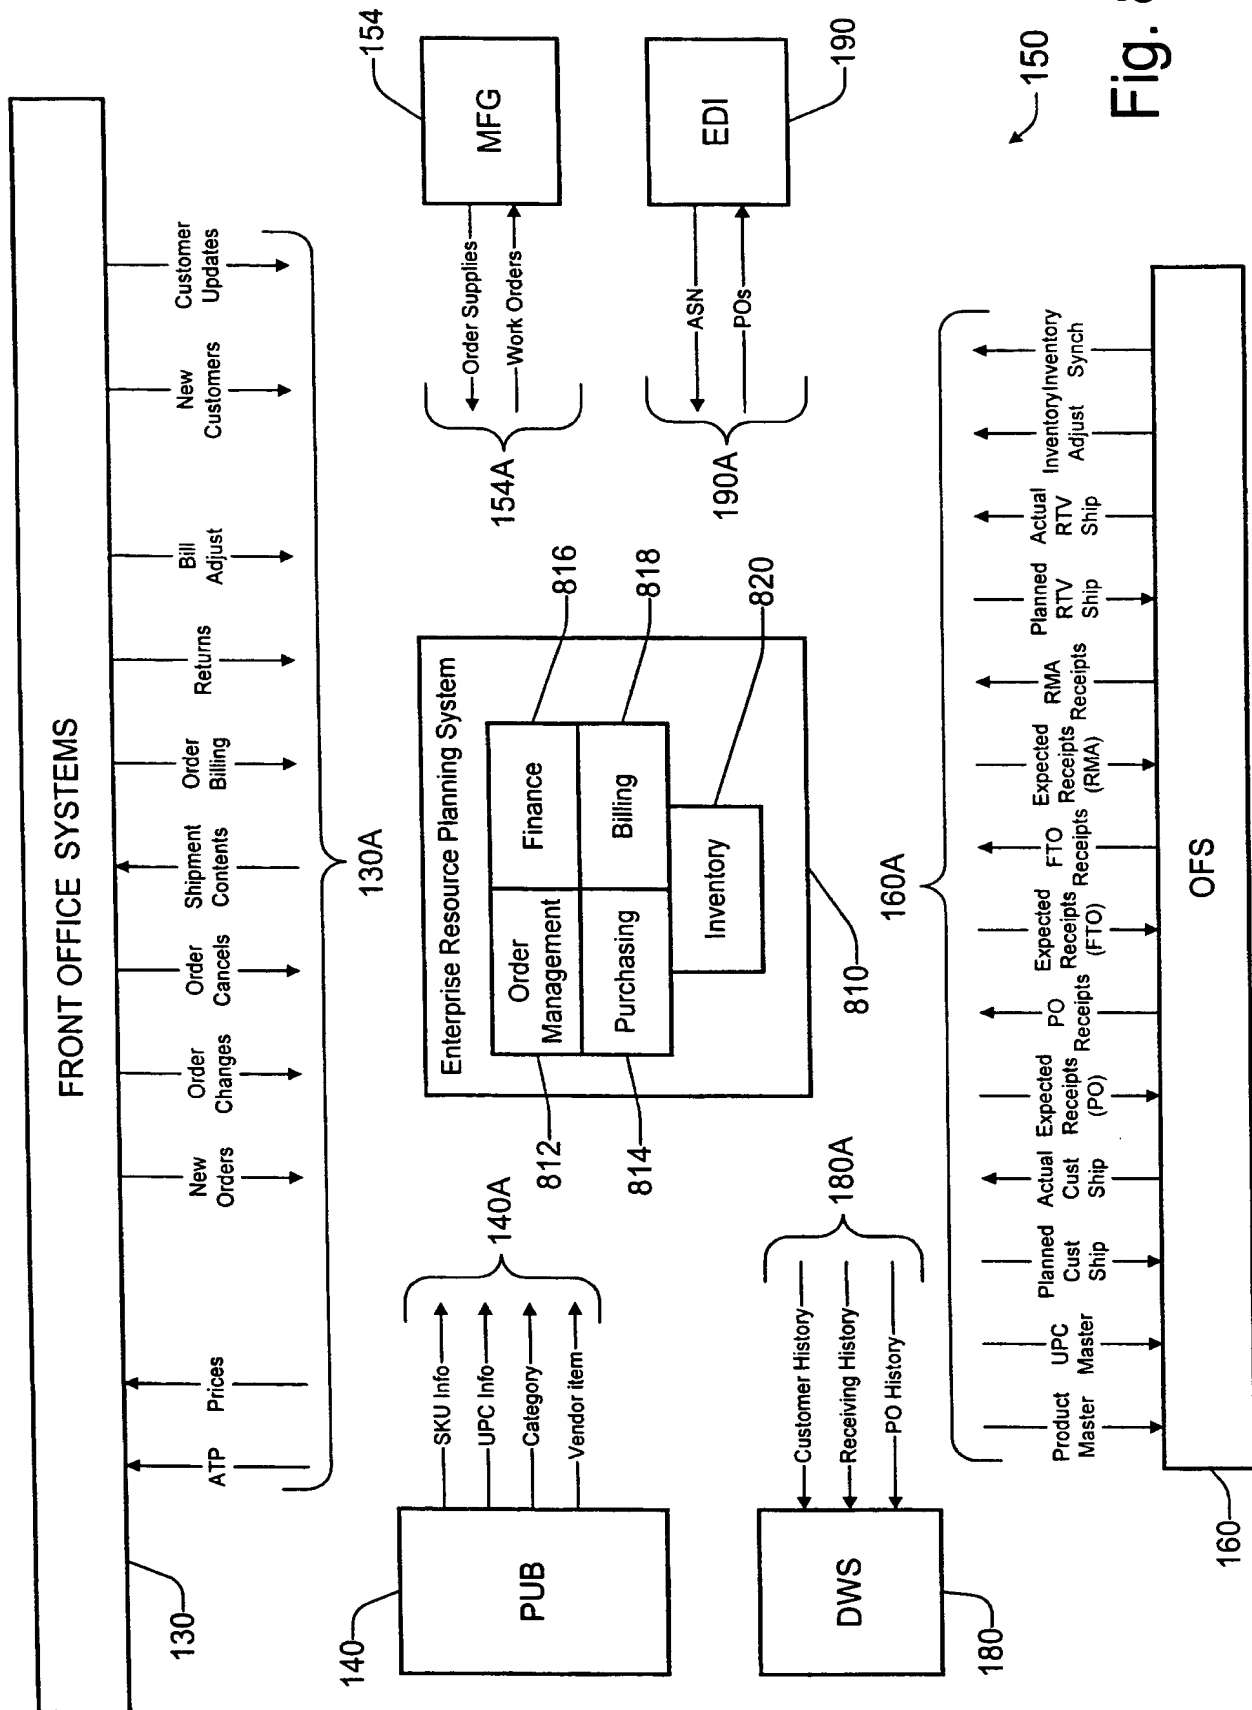 FRONT OFFICE SYSTEMS
130
ATP
Prices
New
Orders
Order
Changes
Order
Cancels
Shipment
Contents
Order
Billing
Returns
Bill
Adjust
New
Customers
Customer
Updates
130A
140
PUB
SKU Info
UPC Info
Category
Vendor item
140A
Enterprise Resource Planning System
Order
Management
Finance
Purchasing
Billing
Inventory
812
814
816
818
820
810
154
MFG
Order Supplies
Work Orders
154A
190
EDI
ASN
POs
190A
DWS
180
Customer History
Receiving History
PO History
180A
160A
Product
Master
UPC
Master
Planned
Cust
Ship
Actual
Cust
Ship
Expected
Receipts
(PO)
PO
Receipts
Expected
Receipts
(FTO)
FTO
Receipts
Expected
Receipts
(RMA)
RMA
Receipts
Planned
RTV
Ship
Actual
RTV
Ship
Inventory
Adjust
Inventory
Synch
OFS
160
150
Fig.